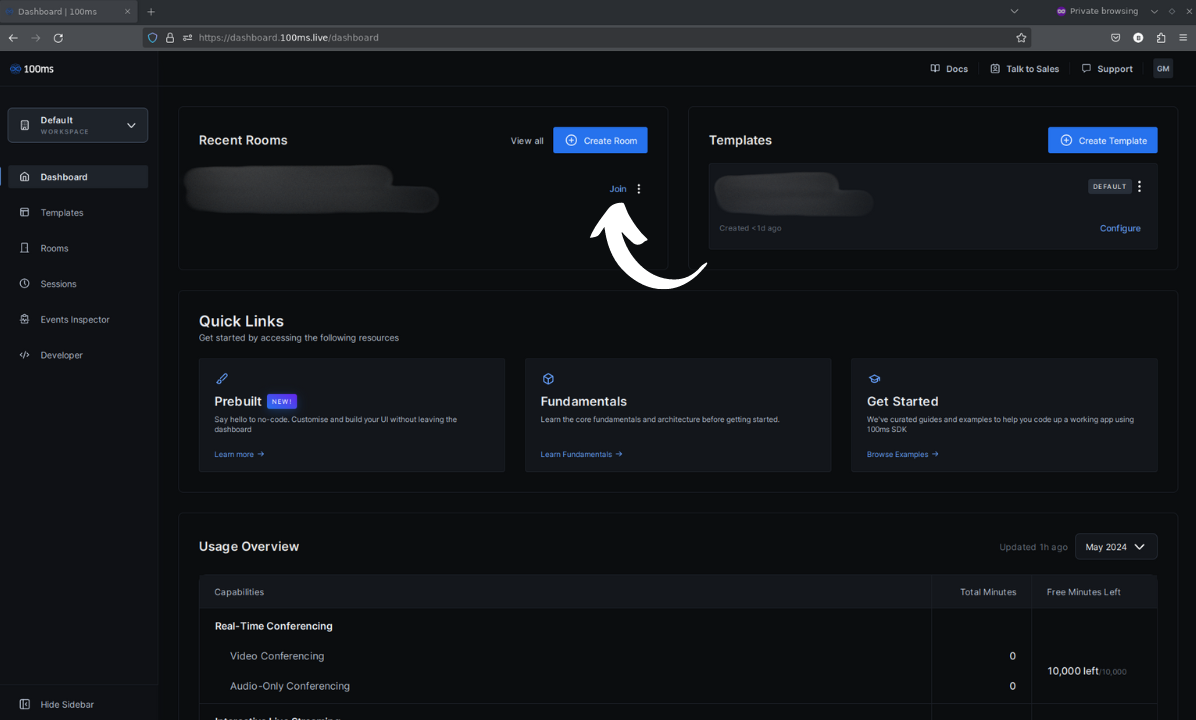 Dashboard | 100ms
Private browsing
https://dashboard.100ms.live/dashboard
100ms
Docs
Talk to Sales
Support
GM
Default
WORKSPACE
Dashboard
Templates
Rooms
Sessions
Events Inspector
Developer
Hide Sidebar
Recent Rooms
View all
Create Room
Join
Templates
Create Template
DEFAULT
Created <1d ago
Configure
Quick Links
Get started by accessing the following resources
Prebuilt NEW!
Say hello to no-code. Customise and build your UI without leaving the
dashboard
Learn more →
Fundamentals
Learn the core fundamentals and architecture before getting started.
Learn Fundamentals →
Get Started
We've curated guides and examples to help you code up a working app using
100ms SDK
Browse Examples →
Usage Overview
Updated 1h ago
May 2024
Capabilities Total Minutes Free Minutes Left
Real-Time Conferencing
Video Conferencing 0
10,000 left/10,000
Audio-Only Conferencing 0
Interactive Live Streaming